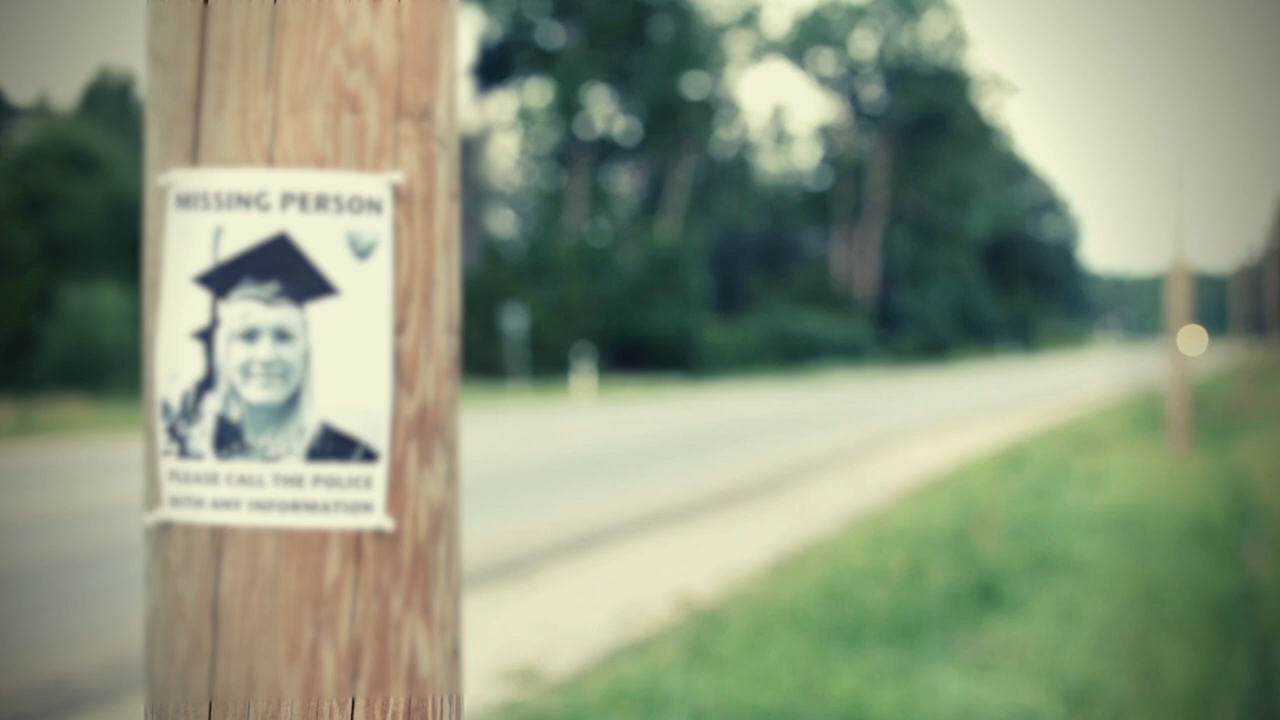 MISSING PERSON
PLEASE CALL THE POLICE
WITH ANY INFORMATION